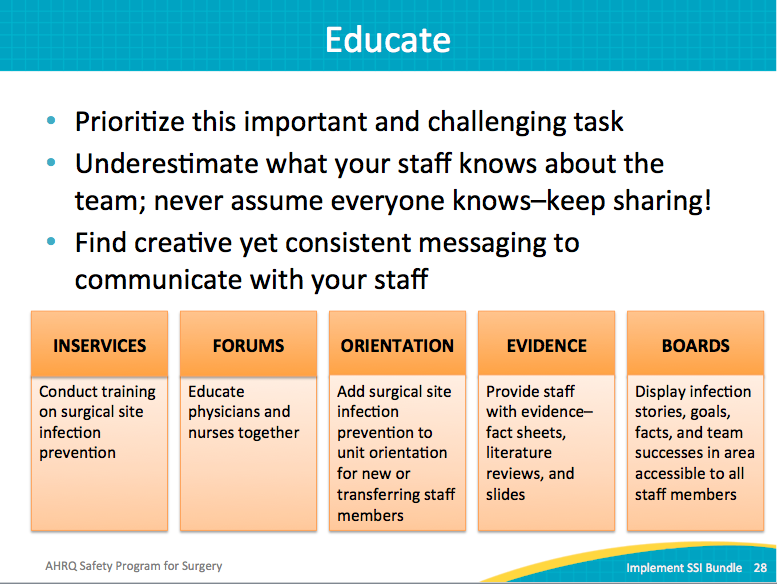 Educate
• Prioritize this important and challenging task
• Underestimate what your staff knows about the
team; never assume everyone knows–keep sharing!
• Find creative yet consistent messaging to
communicate with your staff
INSERVICES
Conduct training
on surgical site
infection
prevention
FORUMS
Educate
physicians and
nurses together
ORIENTATION
Add surgical site
infection
prevention to
unit orientation
for new or
transferring staff
members
EVIDENCE
Provide staff
with evidence–
fact sheets,
literature
reviews, and
slides
BOARDS
Display infection
stories, goals,
facts, and team
successes in area
accessible to all
staff members
AHRQ Safety Program for Surgery
Implement SSI Bundle 28